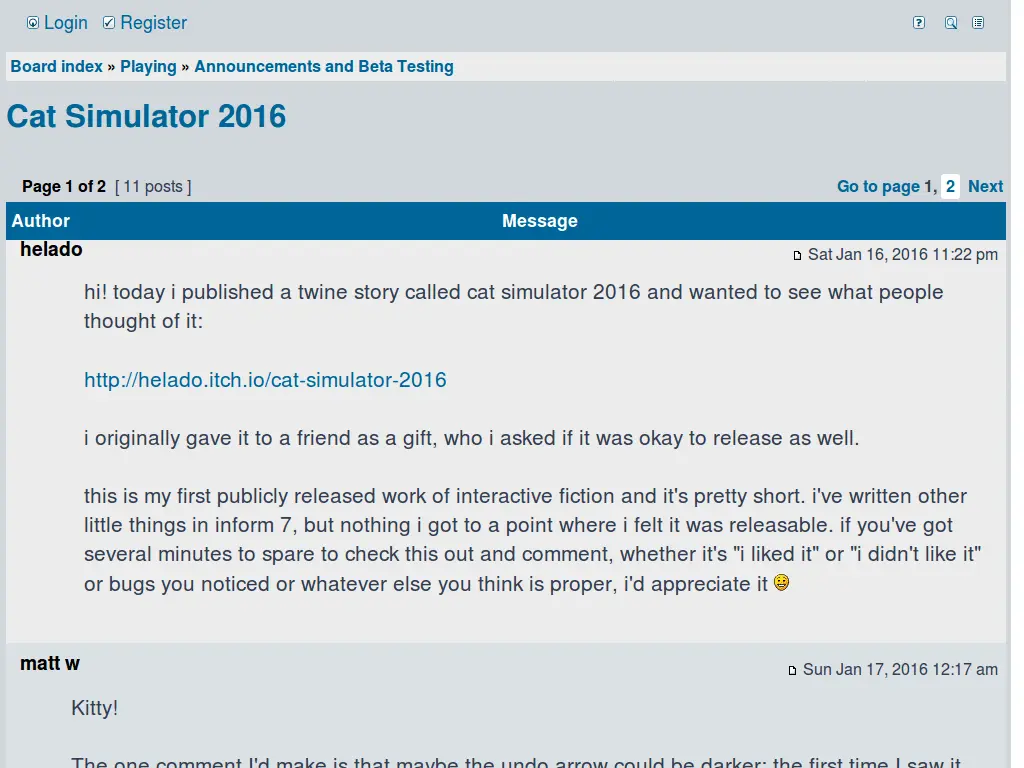 Login Register
Board index » Playing » Announcements and Beta Testing
Cat Simulator 2016
Page 1 of 2 [ 11 posts ] Go to page 1, 2 Next
Author Message
helado Sat Jan 16, 2016 11:22 pm
hi! today i published a twine story called cat simulator 2016 and wanted to see what people
thought of it:
http://helado.itch.io/cat-simulator-2016
i originally gave it to a friend as a gift, who i asked if it was okay to release as well.
this is my first publicly released work of interactive fiction and it's pretty short. i've written other
little things in inform 7, but nothing i got to a point where i felt it was releasable. if you've got
several minutes to spare to check this out and comment, whether it's "i liked it" or "i didn't like it"
or bugs you noticed or whatever else you think is proper, i'd appreciate it
matt w Sun Jan 17, 2016 12:17 am
Kitty!
The one comment I'd make is that maybe the undo arrow could be darker; the first time I saw it